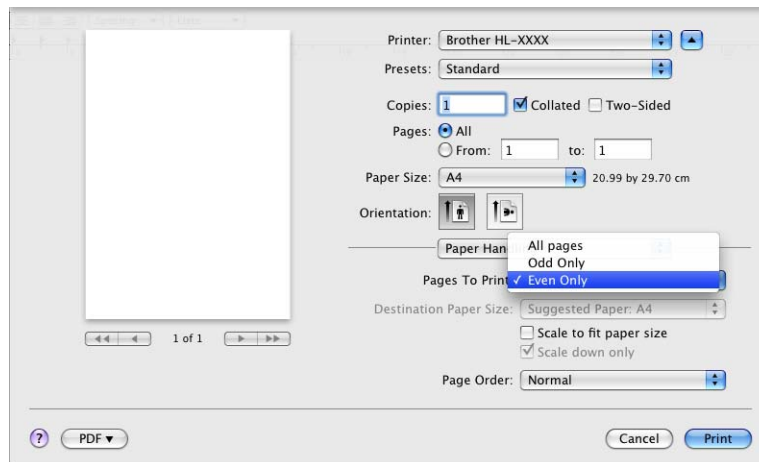 Printer: Brother HL-XXXX
Presets: Standard
Copies: 1 Collated Two-Sided
Pages: All
From: 1 to: 1
Paper Size: A4 20.99 by 29.70 cm
Orientation:
Paper Han
All pages
Odd Only
Pages To Print ✓ Even Only
Destination Paper Size: Suggested Paper: A4
1 of 1
Scale to fit paper size
Scale down only
Page Order: Normal
? PDF ▼ Cancel Print